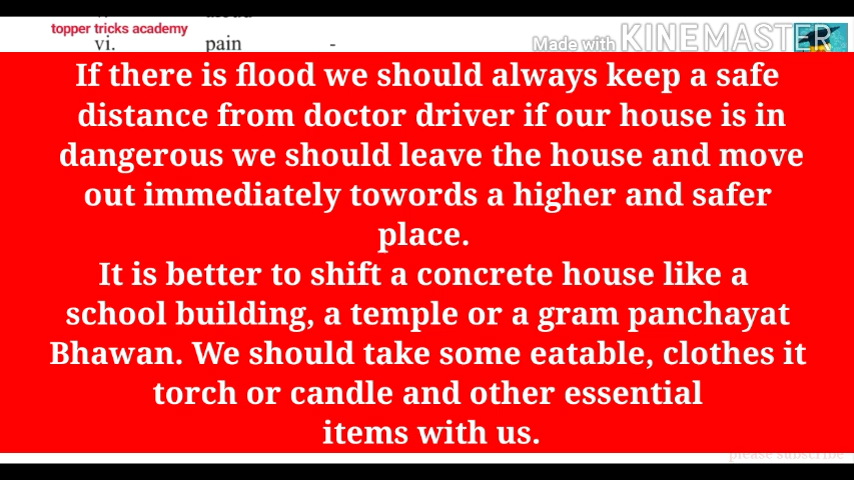 topper tricks academy
vi. pain -
Made with KINEMASTER
If there is flood we should always keep a safe
distance from doctor driver if our house is in
dangerous we should leave the house and move
out immediately towords a higher and safer
place.
It is better to shift a concrete house like a
school building, a temple or a gram panchayat
Bhawan. We should take some eatable, clothes it
torch or candle and other essential
items with us.
please subscribe